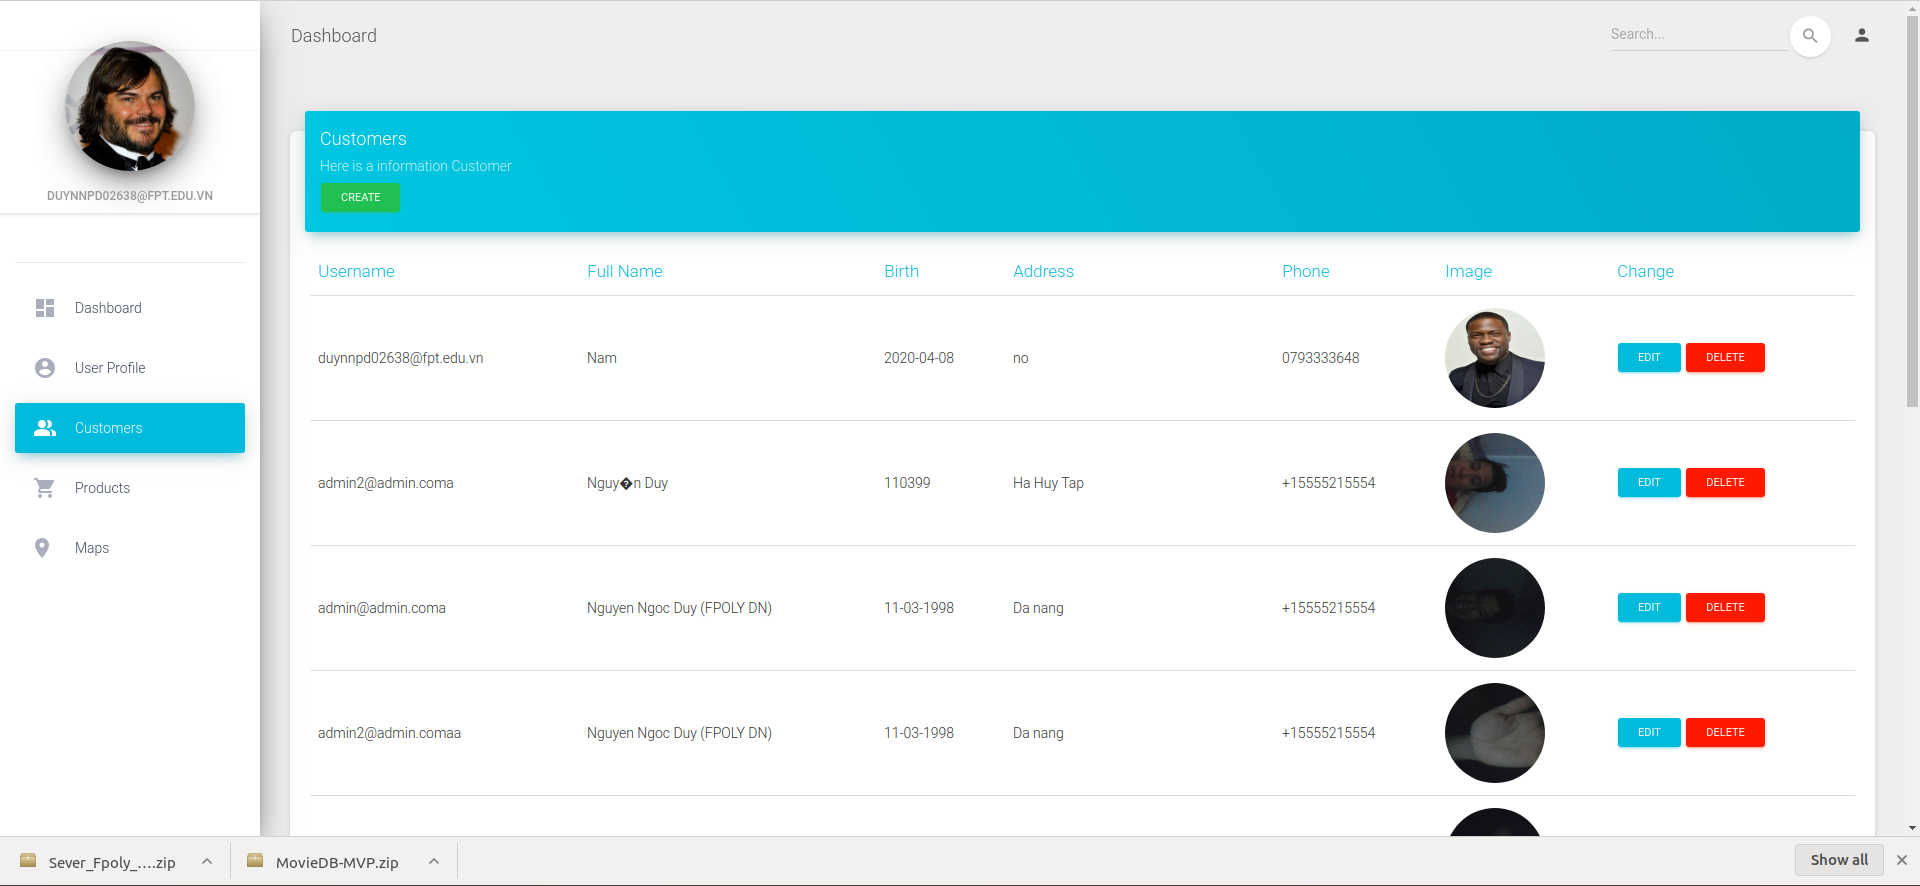 DUYNNPD02638@FPT.EDU.VN
Dashboard
User Profile
Customers
Products
Maps
Dashboard
Search...
Customers
Here is a information Customer
CREATE
Username Full Name Birth Address Phone Image Change
duynnpd02638@fpt.edu.vn Nam 2020-04-08 no 0793333648 EDIT DELETE
admin2@admin.coma Nguy�n Duy 110399 Ha Huy Tap +15555215554 EDIT DELETE
admin@admin.coma Nguyen Ngoc Duy (FPOLY DN) 11-03-1998 Da nang +15555215554 EDIT DELETE
admin2@admin.comaa Nguyen Ngoc Duy (FPOLY DN) 11-03-1998 Da nang +15555215554 EDIT DELETE
Sever_Fpoly_....zip MovieDB-MVP.zip Show all